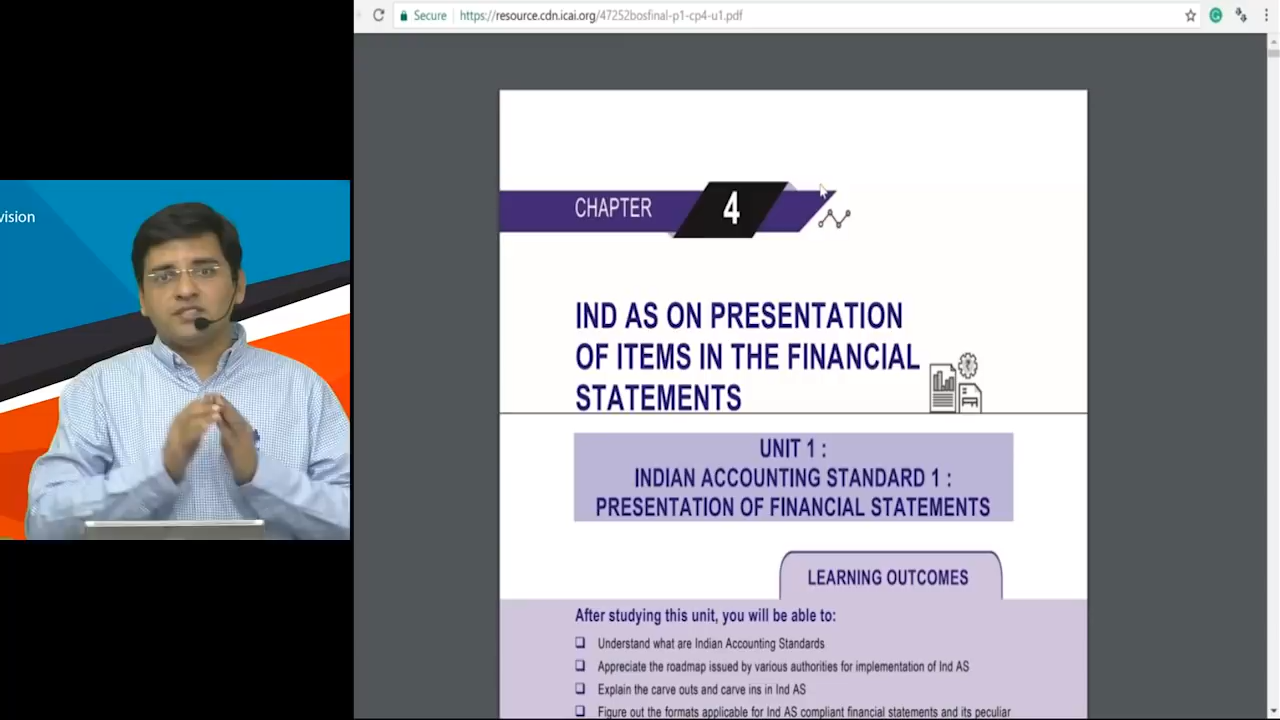 Secure
https://resource.cdn.icai.org/47252bosfinal-p1-cp4-u1.pdf
vision
CHAPTER 4
IND AS ON PRESENTATION
OF ITEMS IN THE FINANCIAL
STATEMENTS
UNIT 1 :
INDIAN ACCOUNTING STANDARD 1 :
PRESENTATION OF FINANCIAL STATEMENTS
LEARNING OUTCOMES
After studying this unit, you will be able to:
❑ Understand what are Indian Accounting Standards
❑ Appreciate the roadmap issued by various authorities for implementation of Ind AS
❑ Explain the carve outs and carve ins in Ind AS
❑ Figure out the formats applicable for Ind AS compliant financial statements and its peculiar